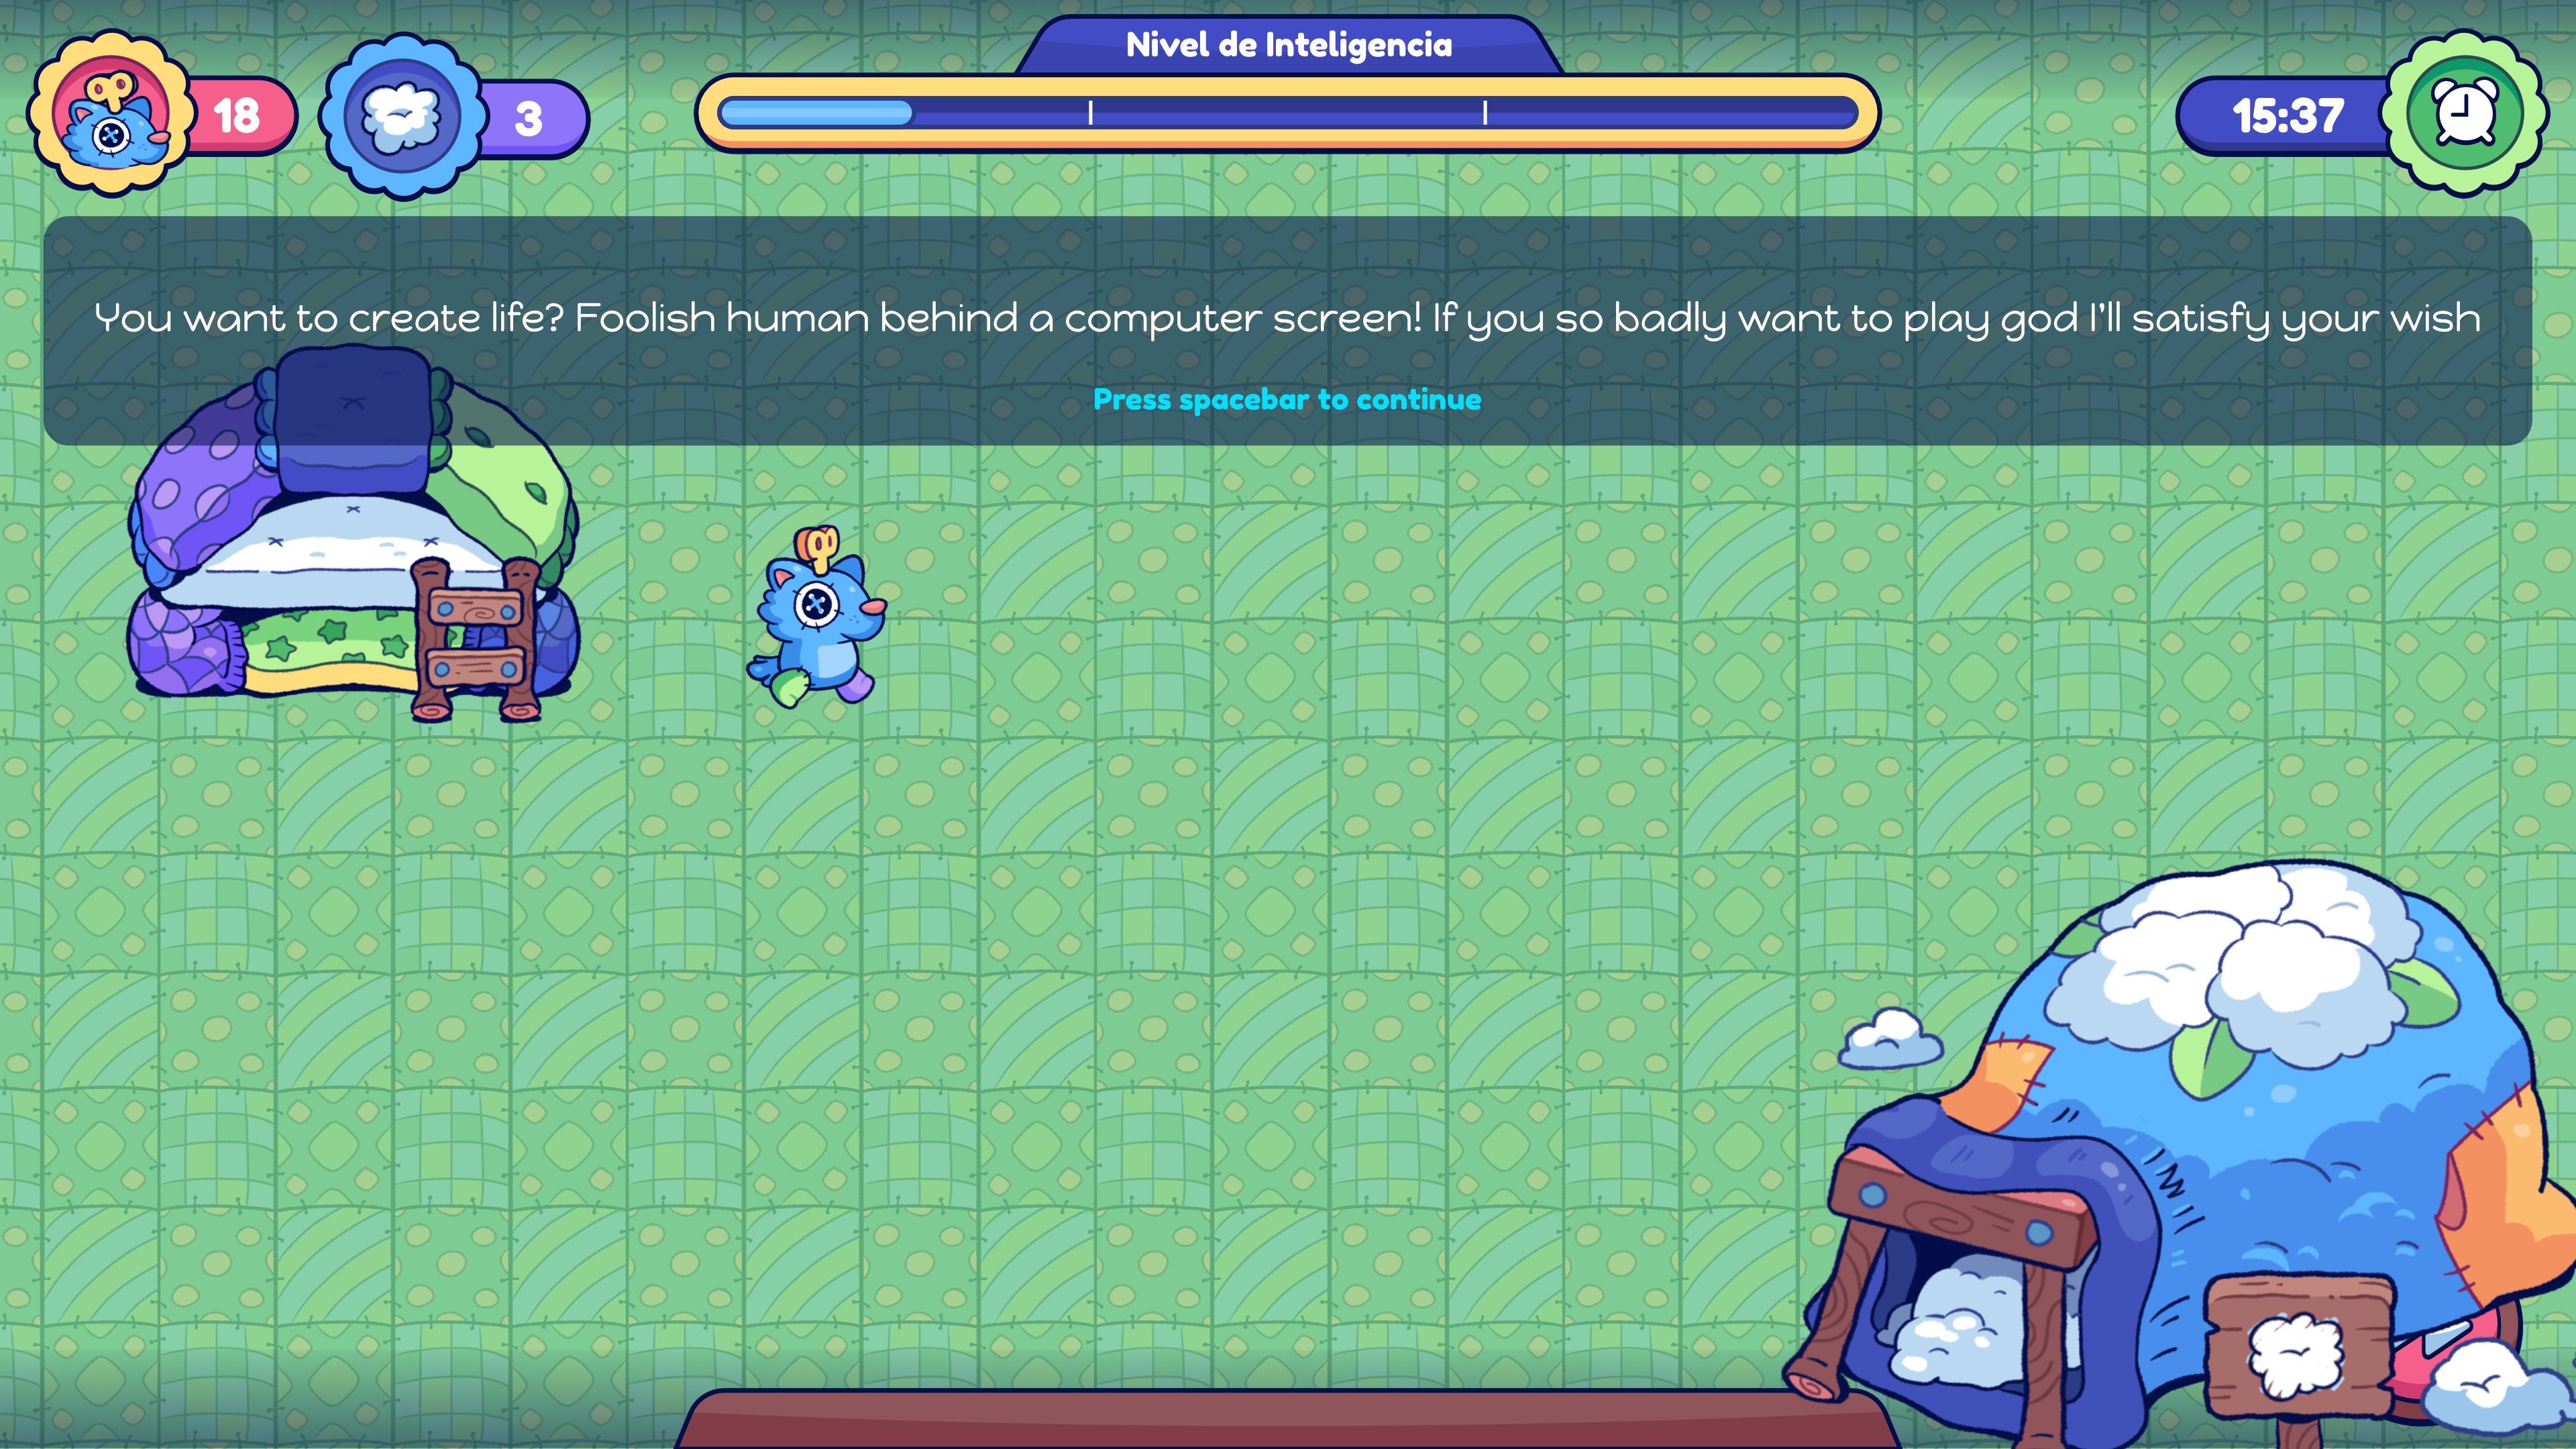 Nivel de Inteligencia
18
3
15:37
You want to create life? Foolish human behind a computer screen! If you so badly want to play god I'll satisfy your wish
Press spacebar to continue